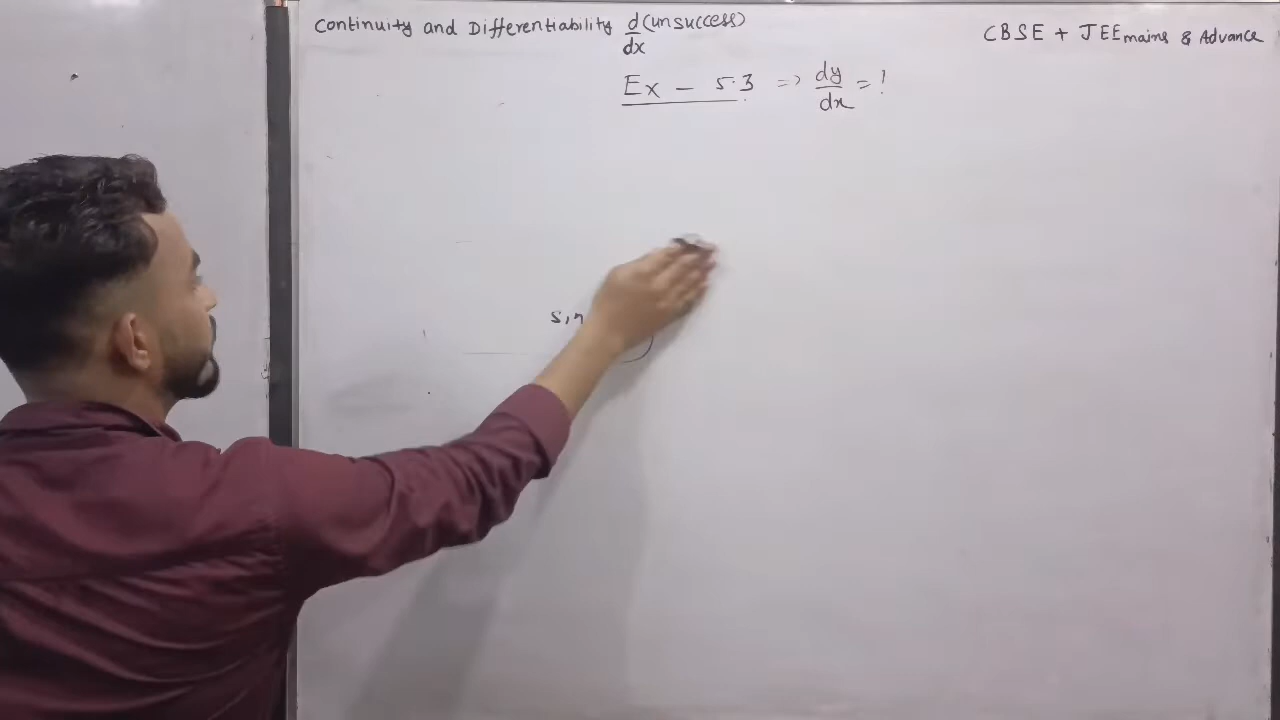 Continuity and Differentiability d(unsuccess)
dx
CBSE + JEE mains & Advance
Ex - 5.3 => dy/dx = !
sin